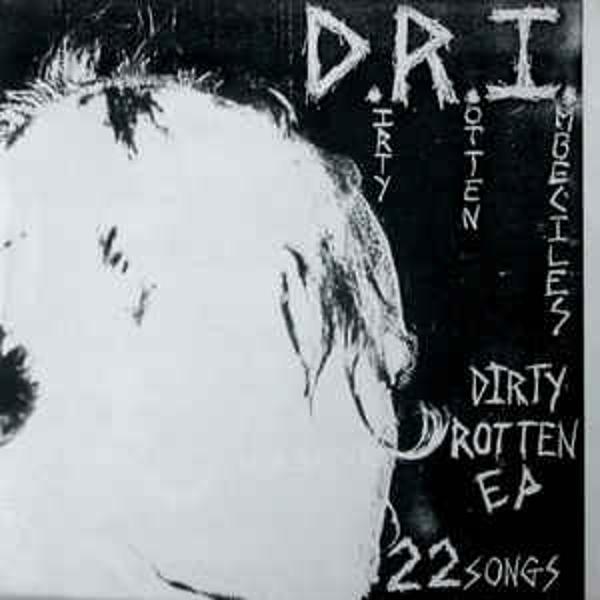 D.R.I.
IRTY
OTTEN
MBECILES
DIRTY
ROTTEN
EP
22 SONGS